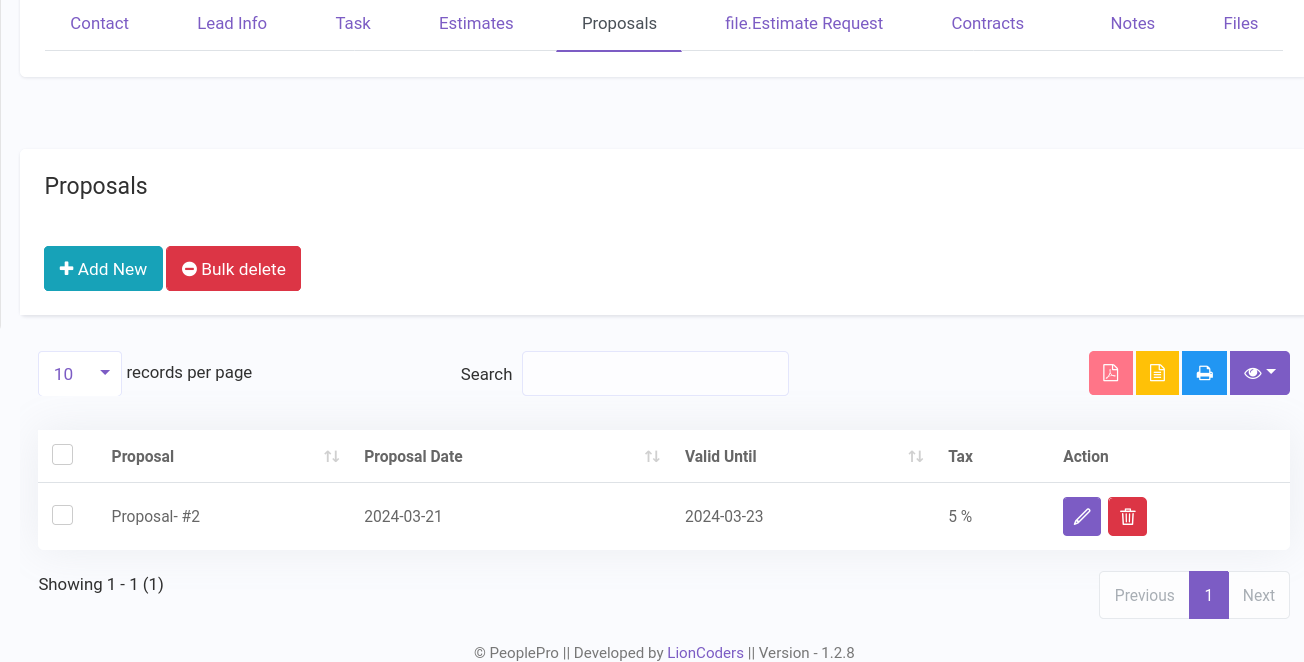 Contact Lead Info Task Estimates Proposals file.Estimate Request Contracts Notes Files
Proposals
Add New Bulk delete
10 records per page Search
Proposal Proposal Date Valid Until Tax Action
Proposal- #2 2024-03-21 2024-03-23 5 %
Showing 1 - 1 (1)
Previous 1 Next
© PeoplePro || Developed by LionCoders || Version - 1.2.8